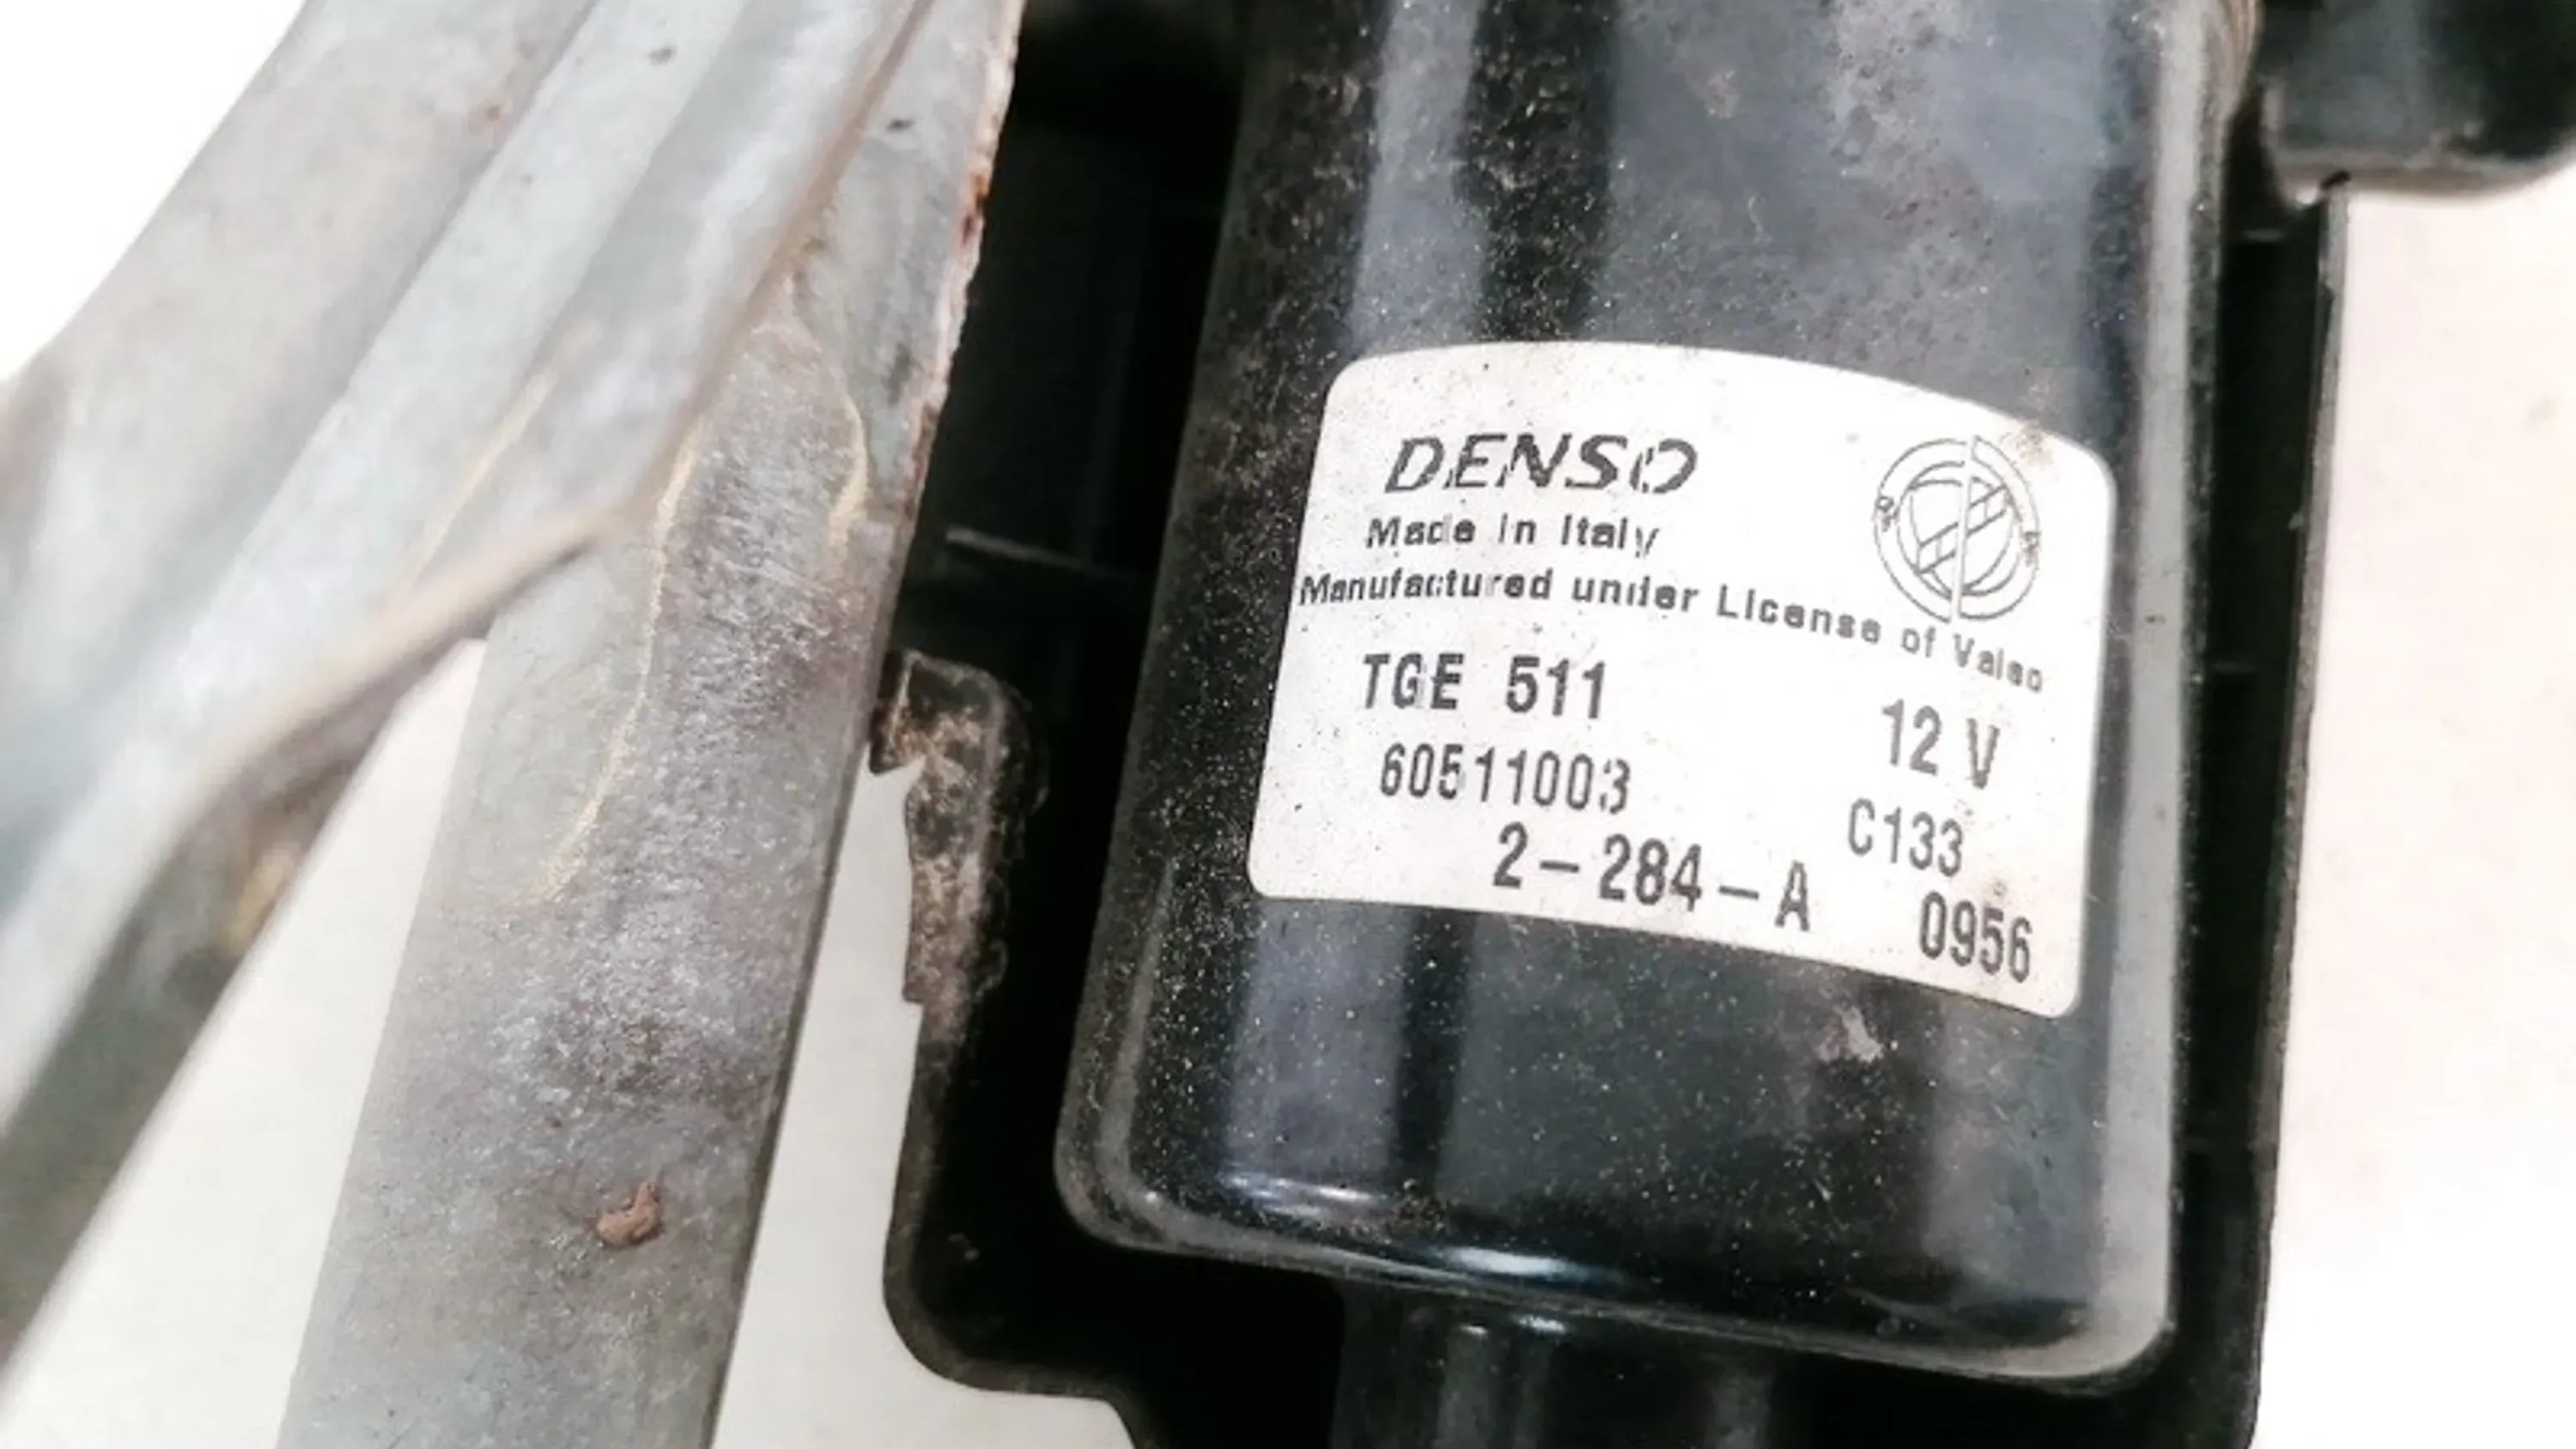 DENSO
Made in Italy
Manufactured under License of Valeo
TGE 511 12 V
60511003 C133
2-284-A 0956